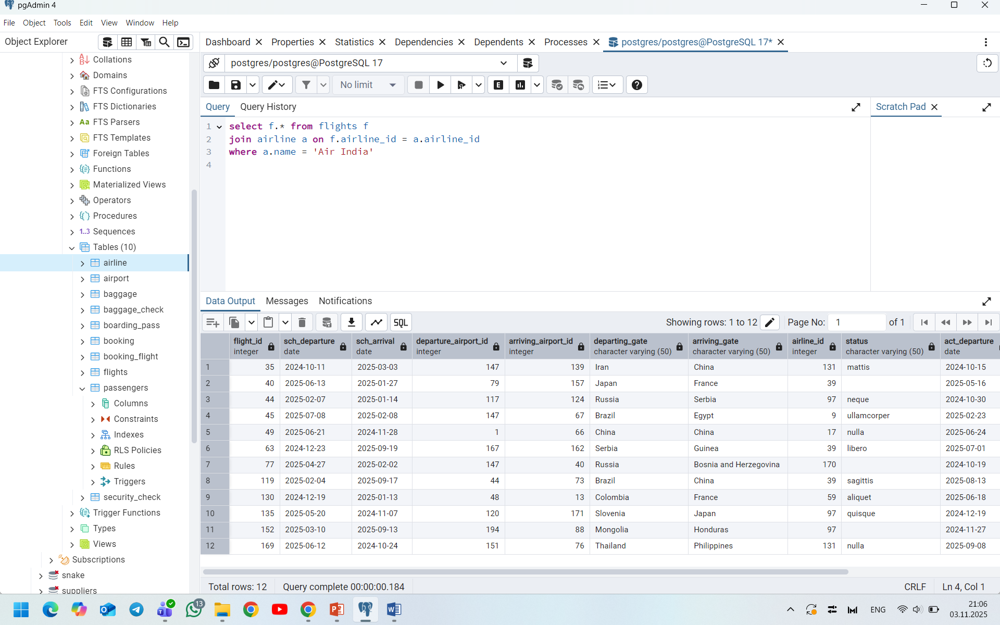 pgAdmin 4
File Object Tools Edit View Window Help
Object Explorer
Dashboard Properties Statistics Dependencies Dependents Processes postgres/postgres@PostgreSQL 17*
postgres/postgres@PostgreSQL 17
No limit
Query Query History
Scratch Pad
1 select f.* from flights f
2 join airline a on f.airline_id = a.airline_id
3 where a.name = 'Air India'
4
Collations
Domains
FTS Configurations
FTS Dictionaries
Aa FTS Parsers
FTS Templates
Foreign Tables
Functions
Materialized Views
Operators
Procedures
1..3 Sequences
Tables (10)
airline
airport
baggage
baggage_check
boarding_pass
booking
booking_flight
flights
passengers
Columns
Constraints
Indexes
RLS Policies
Rules
Triggers
security_check
Trigger Functions
Types
Views
Subscriptions
snake
suppliers
Data Output Messages Notifications
SQL Showing rows: 1 to 12 Page No: 1 of 1
flight_id sch_departure sch_arrival departure_airport_id arriving_airport_id departing_gate arriving_gate airline_id status act_departure
integer date date integer integer character varying (50) character varying (50) integer character varying (50) date
1 35 2024-10-11 2025-03-03 147 139 Iran China 131 mattis 2024-10-15
2 40 2025-06-13 2025-01-27 79 157 Japan France 39 2025-05-16
3 44 2025-02-07 2025-01-14 117 124 Russia Serbia 97 neque 2024-10-30
4 45 2025-07-08 2025-02-08 147 67 Brazil Egypt 9 ullamcorper 2025-02-23
5 49 2025-06-21 2024-11-28 1 66 China China 17 nulla 2025-06-24
6 63 2024-12-23 2025-09-19 167 162 Serbia Guinea 39 libero 2025-07-01
7 77 2025-04-27 2025-02-02 147 40 Russia Bosnia and Herzegovina 170 2024-10-19
8 119 2025-02-04 2025-09-17 44 73 Brazil China 39 sagittis 2025-08-13
9 130 2024-12-19 2025-01-13 48 13 Colombia France 59 aliquet 2025-06-18
10 135 2025-05-20 2024-11-07 120 171 Slovenia Japan 97 quisque 2024-12-19
11 152 2025-03-10 2025-09-13 194 88 Mongolia Honduras 97 2024-11-27
12 169 2025-06-12 2024-10-24 151 76 Thailand Philippines 131 nulla 2025-09-08
Total rows: 12 Query complete 00:00:00.184 CRLF Ln 4, Col 1
13
ENG
21:06
03.11.2025